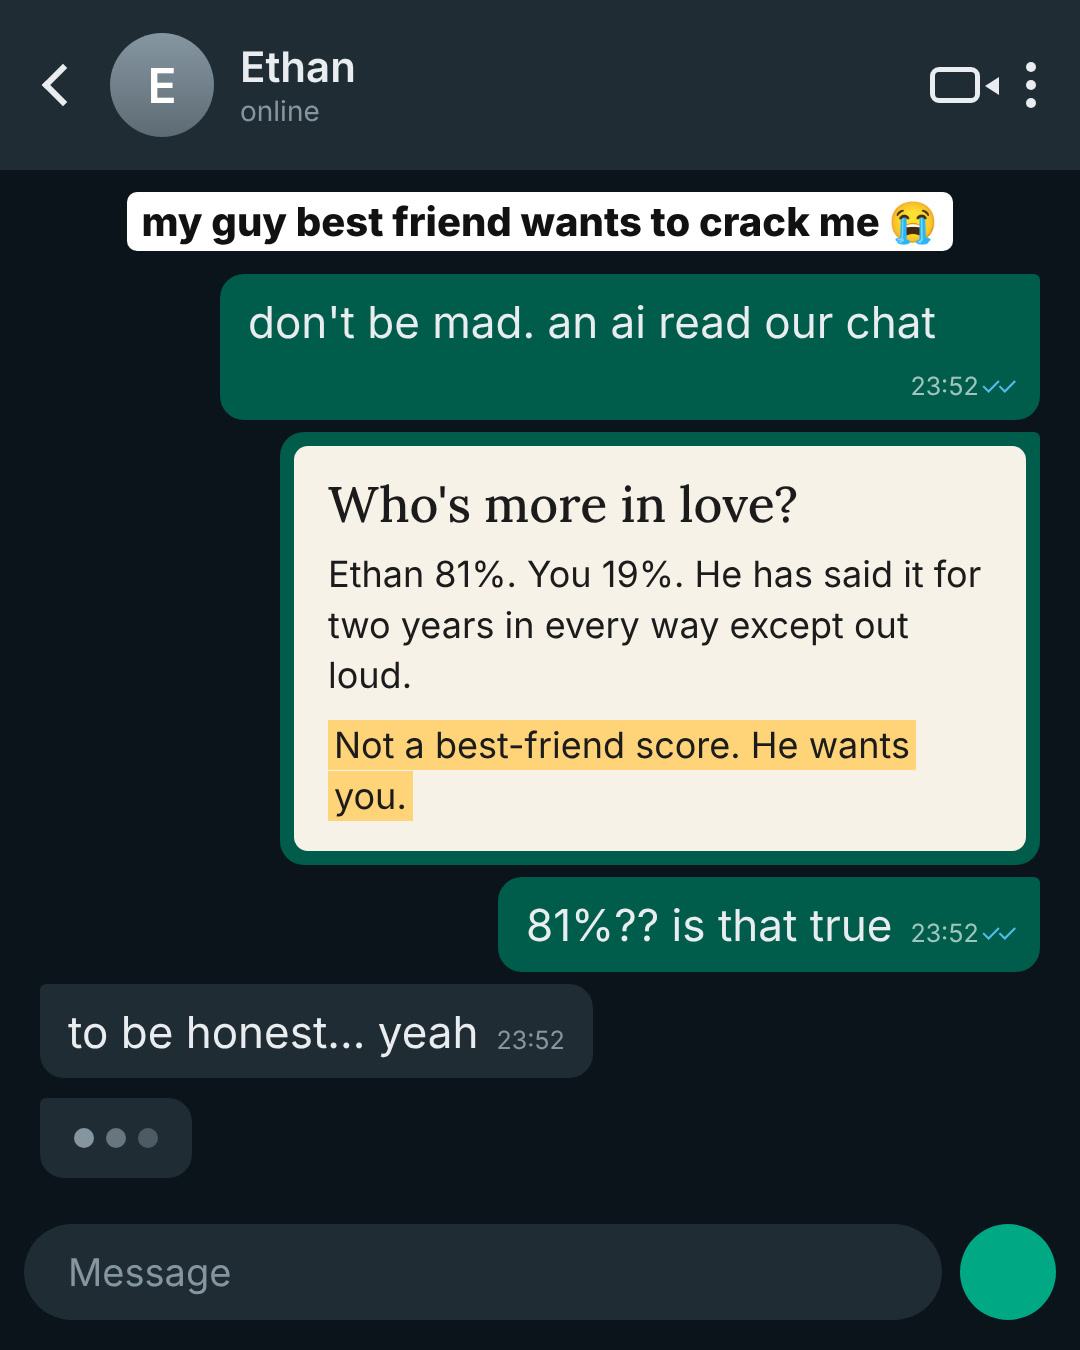 E
Ethan
online
my guy best friend wants to crack me 😭
don't be mad. an ai read our chat
23:52
Who's more in love?
Ethan 81%. You 19%. He has said it for
two years in every way except out
loud.
Not a best-friend score. He wants
you.
81%?? is that true 23:52
to be honest... yeah 23:52
Message